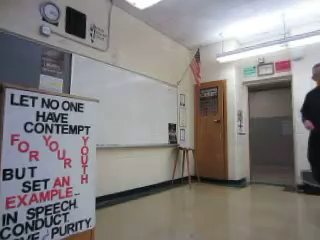 LET NO ONE
HAVE
CONTEMPT
FOR YOUR YOUTH
BUT
SET AN
EXAMPLE...
IN SPEECH.
CONDUCT.
PURITY.